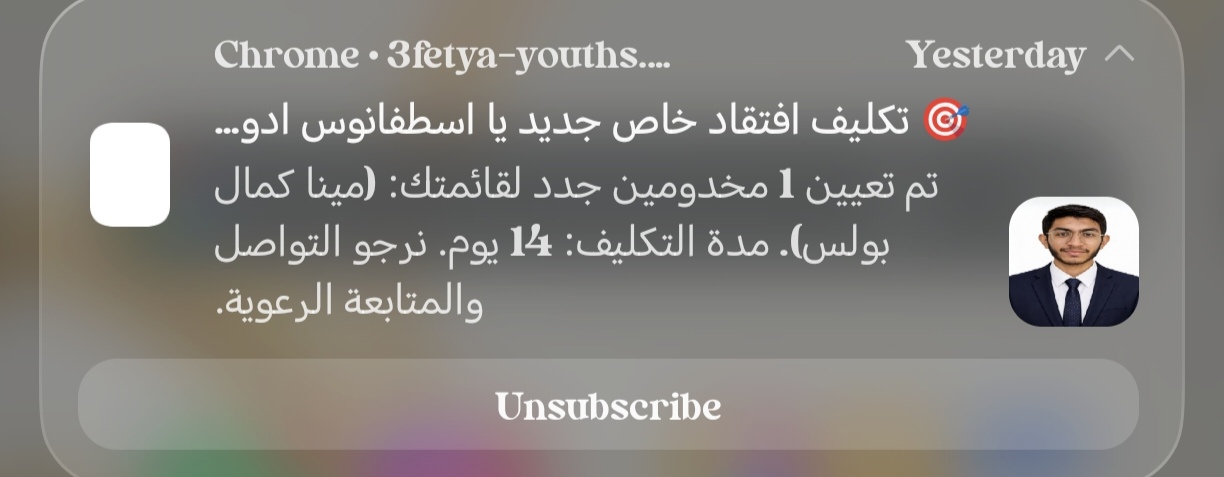 Chrome • 3fetya-youths.... Yesterday
🎯 تكليف افتقاد خاص جديد يا اسطفانوس ادو...
تم تعيين 1 مخدومين جدد لقائمتك: (مينا كمال
بولس). مدة التكليف: 14 يوم. نرجو التواصل
والمتابعة الرعوية.
Unsubscribe